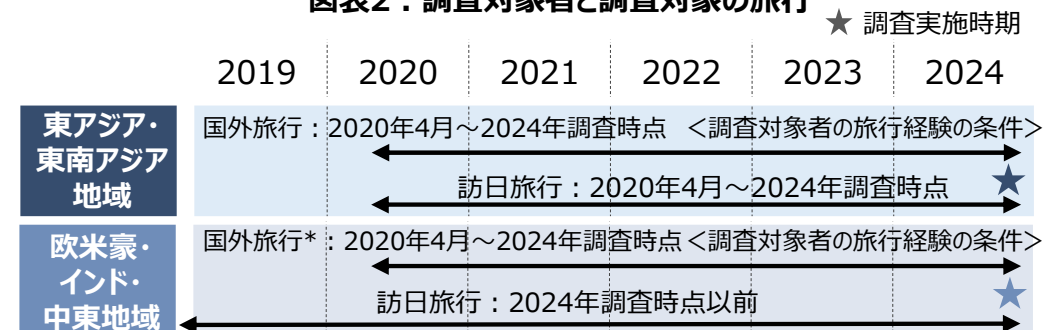 図表2：調査対象者と調査対象の旅行
★ 調査実施時期
2019 2020 2021 2022 2023 2024
東アジア・
東南アジア
地域
国外旅行：2020年4月～2024年調査時点 ＜調査対象者の旅行経験の条件＞
訪日旅行：2020年4月～2024年調査時点
欧米豪・
インド・
中東地域
国外旅行*：2020年4月～2024年調査時点＜調査対象者の旅行経験の条件＞
訪日旅行：2024年調査時点以前